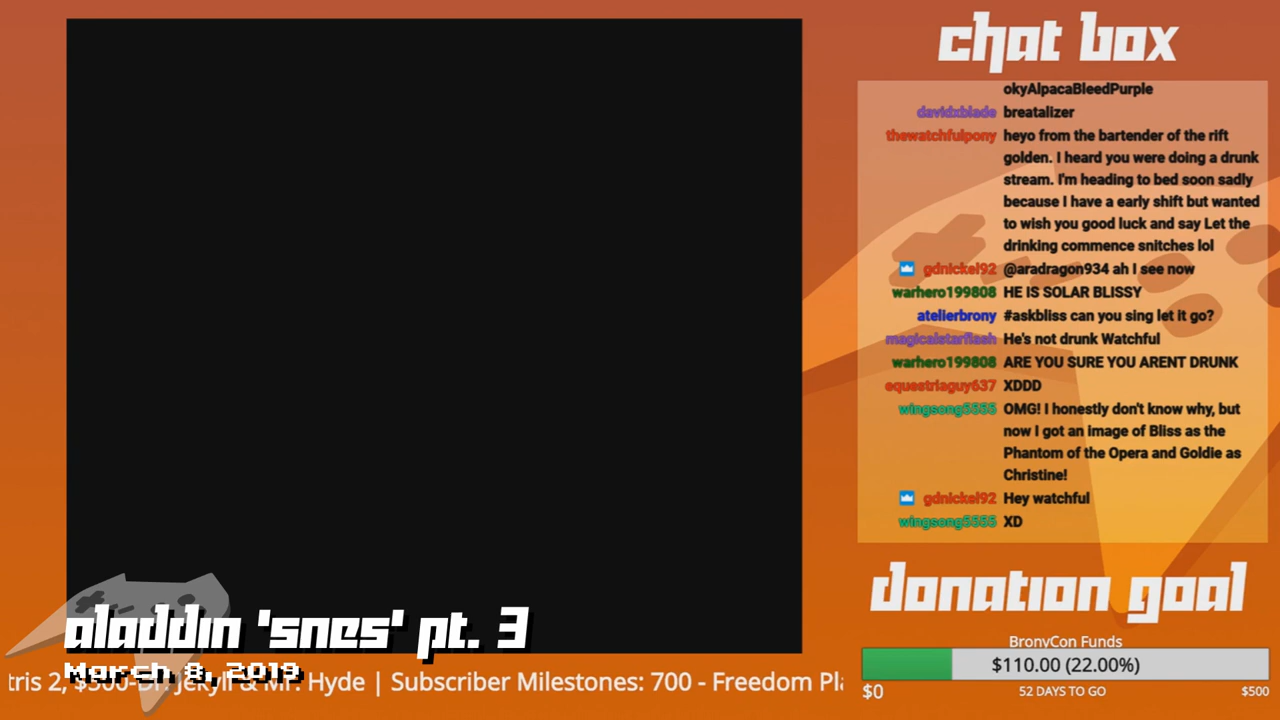 chat box
okyAlpacaBleedPurple
davidxblade breatalizer
thewatchfulpony heyo from the bartender of the rift
golden. I heard you were doing a drunk
stream. I'm heading to bed soon sadly
because I have a early shift but wanted
to wish you good luck and say Let the
drinking commence snitches lol
gdnickel92 @aradragon934 ah I see now
warhero199808 HE IS SOLAR BLISSY
atelierbrony #askbliss can you sing let it go?
magicalstarflash He's not drunk Watchful
warhero199808 ARE YOU SURE YOU ARENT DRUNK
equestriaguy637 XDDD
wingsong5555 OMG! I honestly don't know why, but
now I got an image of Bliss as the
Phantom of the Opera and Goldie as
Christine!
gdnickel92 Hey watchful
wingsong5555 XD
donation goal
BronyCon Funds
$110.00 (22.00%)
$0 52 DAYS TO GO $500
aladdin 'snes' pt. 3
March 8, 2019
tris 2, $300-Dr. Jekyll & Mr. Hyde | Subscriber Milestones: 700 - Freedom Pla